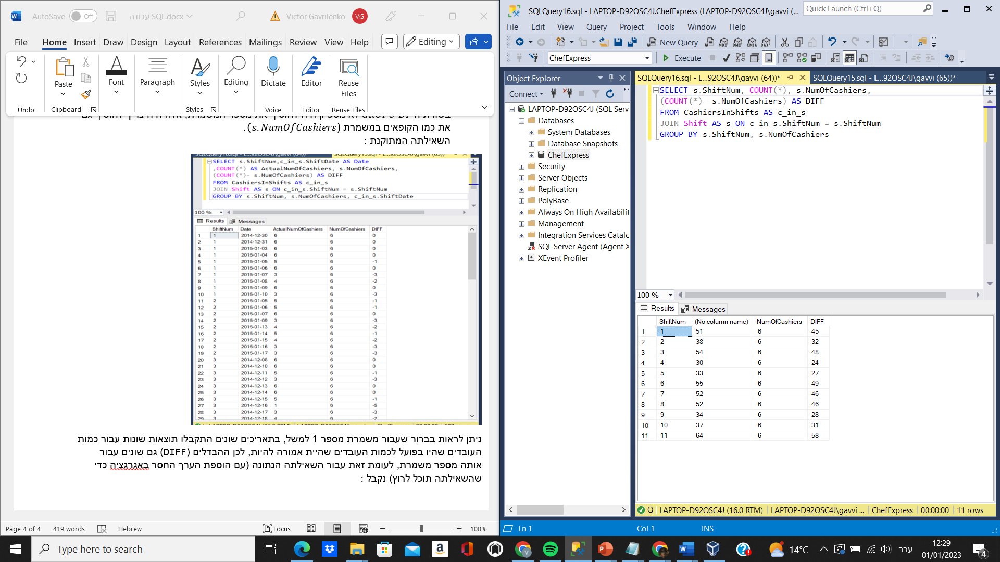 AutoSave Off עבודה SQL.docx Victor Gavrilenko VG
File Home Insert Draw Design Layout References Mailings Review View Help Editing
Paste Font Paragraph Styles Editing Dictate Editor Reuse Files
Undo Clipboard Styles Voice Editor Reuse Files
את כמו הקופאים במשמרת (s.NumOfCashiers).
השאילתה המתוקנת :
SELECT s.ShiftNum,c_in_s.ShiftDate AS Date
,COUNT(*) AS ActualNumOfCashiers, s.NumOfCashiers,
(COUNT(*)- s.NumOfCashiers) AS DIFF
FROM CashiersInShifts AS c_in_s
JOIN Shift AS s ON c_in_s.ShiftNum = s.ShiftNum
GROUP BY s.ShiftNum, s.NumOfCashiers, c_in_s.ShiftDate
100 %
Results Messages
ShiftNum Date ActualNumOfCashiers NumOfCashiers DIFF
1 1 2014-12-30 6 6 0
2 1 2014-12-31 6 6 0
3 1 2015-01-03 6 6 0
4 1 2015-01-04 6 6 0
5 1 2015-01-05 5 6 -1
6 1 2015-01-06 6 6 0
7 1 2015-01-07 3 6 -3
8 1 2015-01-08 4 6 -2
9 1 2015-01-09 6 6 0
10 1 2015-01-10 3 6 -3
11 2 2015-01-05 5 6 -1
12 2 2015-01-06 5 6 -1
13 2 2015-01-07 6 6 0
14 2 2015-01-09 3 6 -3
15 2 2015-01-13 4 6 -2
16 2 2015-01-14 5 6 -1
17 2 2015-01-15 4 6 -2
18 2 2015-01-16 3 6 -3
19 2 2015-01-17 3 6 -3
20 3 2014-12-08 6 6 0
21 3 2014-12-10 6 6 0
22 3 2014-12-11 5 6 -1
23 3 2014-12-12 3 6 -3
24 3 2014-12-13 6 6 0
25 3 2014-12-14 6 6 0
26 3 2014-12-15 5 6 -1
27 3 2014-12-16 1 6 -5
28 3 2014-12-17 3 6 -3
29 3 2014-12-18 4 6 -2
ניתן לראות בברור שעבור משמרת מספר 1 למשל, בתאריכים שונים התקבלו תוצאות שונות עבור כמות
העובדים שהיו בפועל לכמות העובדים שהיית אמורה להיות, לכן ההבדלים (DIFF) גם שונים עבור
אותה מספר משמרת, לעומת זאת עבור השאילתה הנתונה (עם הוספת הערך החסר באגרגציה כדי
שהשאילתה תוכל לרוץ) נקבל :
Page 4 of 4 419 words Hebrew Focus 100%
SQLQuery16.sql - LAPTOP-D92OSC4J.ChefExpress (LAPTOP-D92OSC4J\gavvi (... Quick Launch (Ctrl+Q)
File Edit View Query Project Tools Window Help
New Query
ChefExpress Execute
Object Explorer
Connect
LAPTOP-D92OSC4J (SQL Serv
Databases
System Databases
Database Snapshots
ChefExpress
Security
Server Objects
Replication
PolyBase
Always On High Availabilit
Management
Integration Services Catalo
SQL Server Agent (Agent X
XEvent Profiler
SQLQuery16.sql - L...92OSC4J\gavvi (64))* SQLQuery15.sql - L...92OSC4J\gavvi (65))*
SELECT s.ShiftNum, COUNT(*), s.NumOfCashiers,
(COUNT(*)- s.NumOfCashiers) AS DIFF
FROM CashiersInShifts AS c_in_s
JOIN Shift AS s ON c_in_s.ShiftNum = s.ShiftNum
GROUP BY s.ShiftNum, s.NumOfCashiers
100 %
Results Messages
ShiftNum (No column name) NumOfCashiers DIFF
1 1 51 6 45
2 2 38 6 32
3 3 54 6 48
4 4 30 6 24
5 5 33 6 27
6 6 55 6 49
7 7 52 6 46
8 8 52 6 46
9 9 34 6 28
10 10 37 6 31
11 11 64 6 58
Q LAPTOP-D92OSC4J (16.0 RTM) LAPTOP-D92OSC4J\gavvi ... ChefExpress 00:00:00 11 rows
Ln 1 Col 1 INS
Type here to search 14°C עבר 12:29
01/01/2023 4